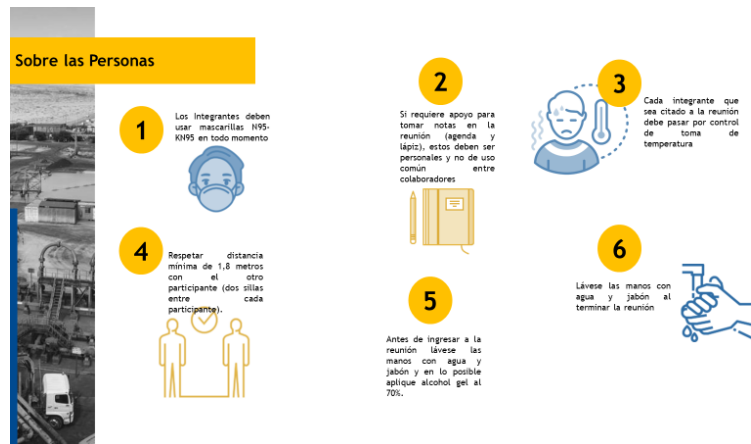 Sobre las Personas
1
Los Integrantes deben
usar mascarillas N95-
KN95 en todo momento
2
Si requiere apoyo para
tomar notas en la
reunión (agenda y
lápiz), estos deben ser
personales y no de uso
común entre
colaboradores
3
Cada integrante que
sea citado a la reunión
debe pasar por control
de toma de
temperatura
4
Respetar distancia
mínima de 1,8 metros
con el otro
participante (dos sillas
entre cada
participante).
5
Antes de ingresar a la
reunión lávese las
manos con agua y
jabón y en lo posible
aplique alcohol gel al
70%.
6
Lávese las manos con
agua y jabón al
terminar la reunión